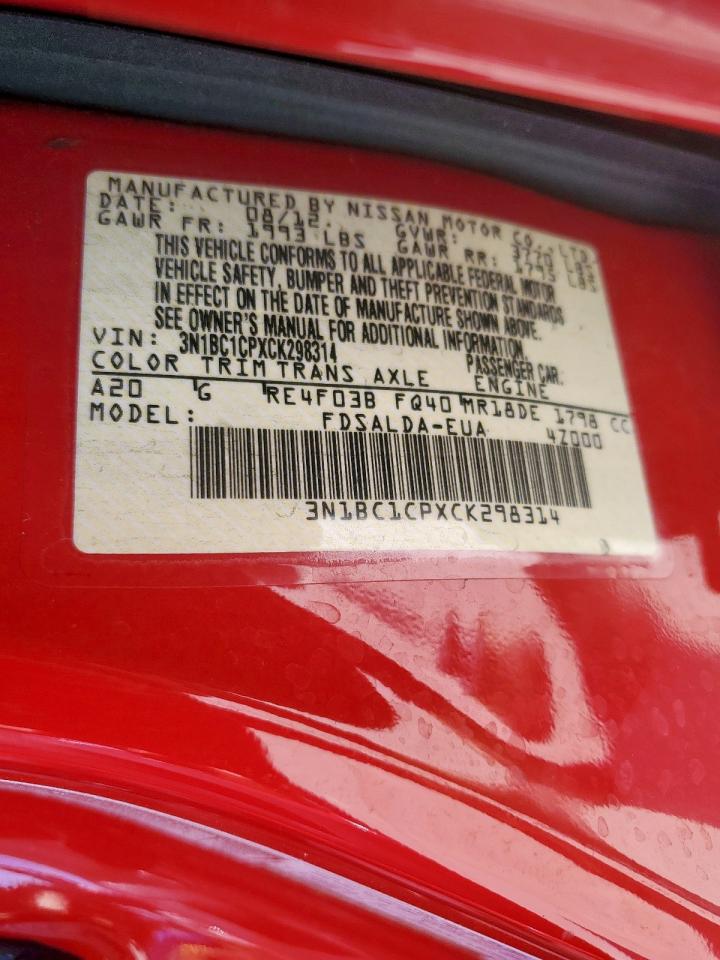 MANUFACTURED BY NISSAN MOTOR CO., LTD.
DATE: 08/12 GVWR: 3770 LBS
GAWR FR: 1993 LBS GAWR RR: 1795 LBS
THIS VEHICLE CONFORMS TO ALL APPLICABLE FEDERAL MOTOR
VEHICLE SAFETY, BUMPER AND THEFT PREVENTION STANDARDS
IN EFFECT ON THE DATE OF MANUFACTURE SHOWN ABOVE.
SEE OWNER'S MANUAL FOR ADDITIONAL INFORMATION.
VIN: 3N1BC1CPXCK298314 PASSENGER CAR.
COLOR TRIM TRANS AXLE ENGINE
A20 G RE4F03B FQ40 MR18DE 1798 CC
MODEL: FDSALDA-EUA 4Z000
3N1BC1CPXCK298314